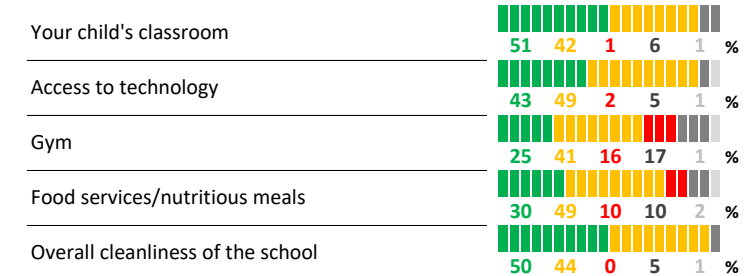 Your child's classroom
51 42 1 6 1 %
Access to technology
43 49 2 5 1 %
Gym
25 41 16 17 1 %
Food services/nutritious meals
30 49 10 10 2 %
Overall cleanliness of the school
50 44 0 5 1 %